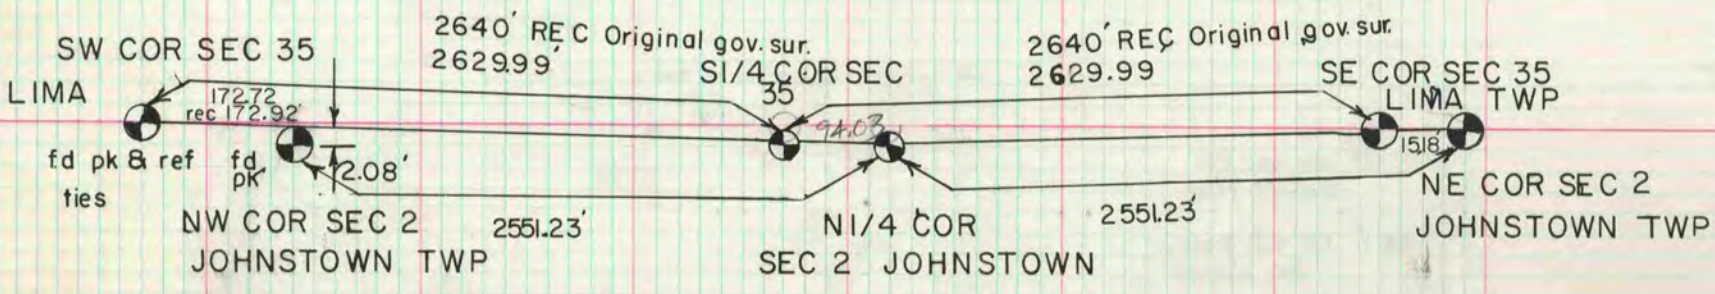 2640' REC Original gov. sur.
2629.99'
2640' REC Original gov. sur.
2629.99
SW COR SEC 35
LIMA
S1/4 COR SEC
35
SE COR SEC 35
LIMA TWP
172.72
rec 172.92'
94.03
15.18'
fd pk & ref
ties
fd
pk
2.08'
NW COR SEC 2
JOHNSTOWN TWP
2551.23'
N1/4 COR
SEC 2 JOHNSTOWN
2551.23'
NE COR SEC 2
JOHNSTOWN TWP